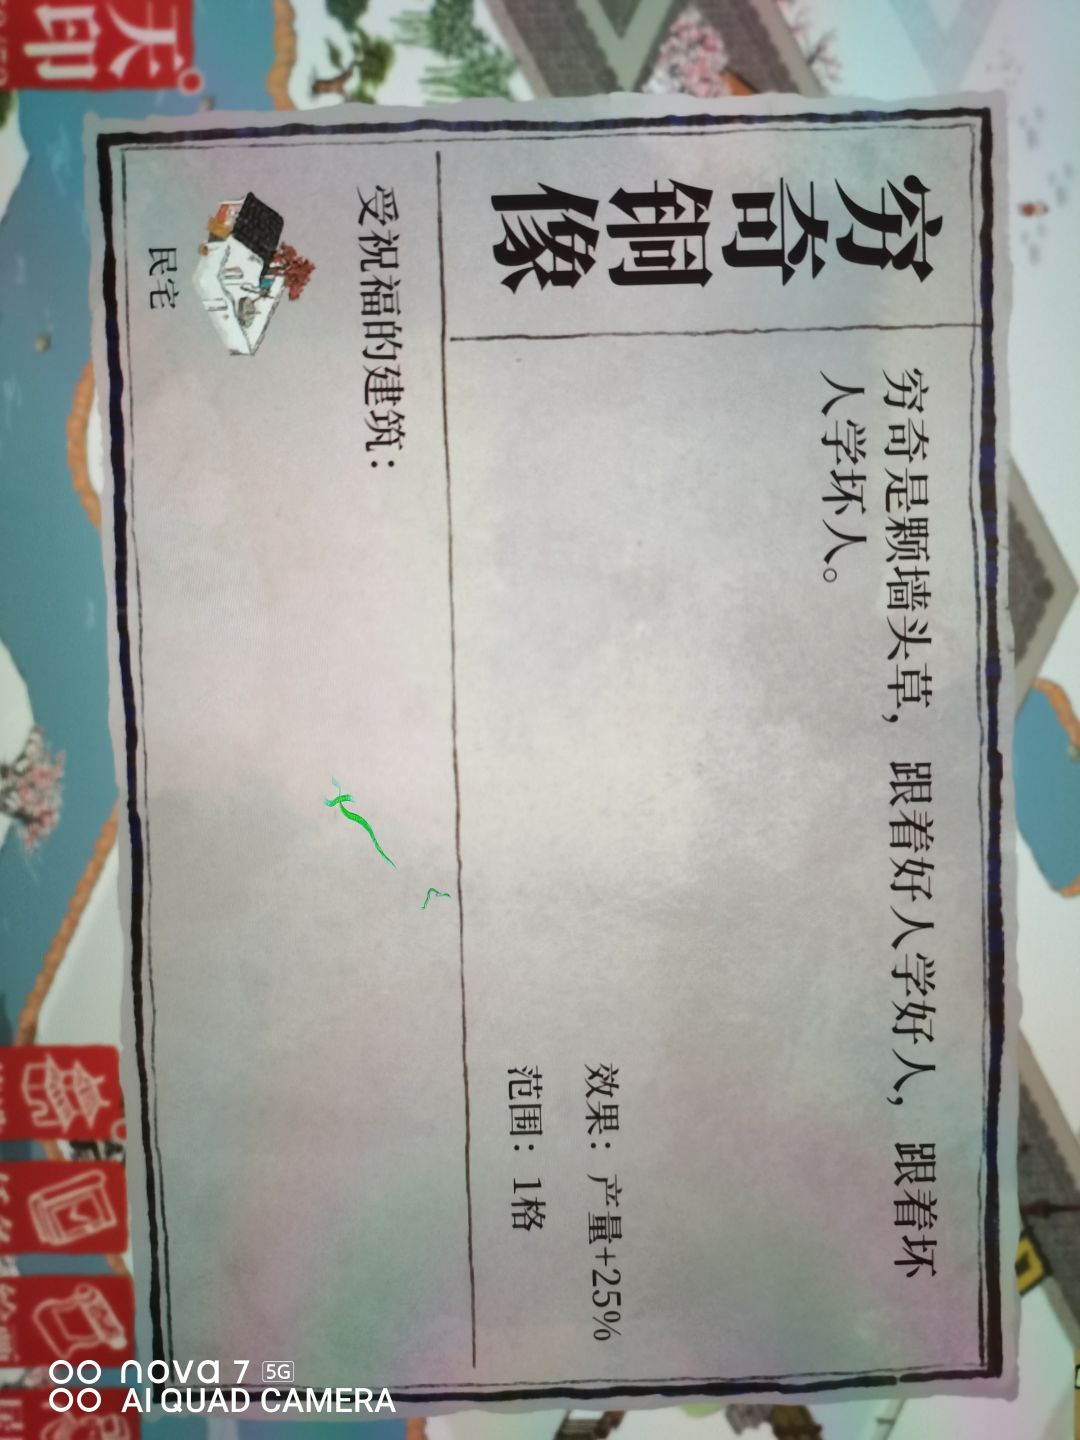 天印
穷奇铜像
穷奇是颗墙头草，跟着好人学好人，跟着坏
人学坏人。
效果：产量+25%
范围：1格
受祝福的建筑：
民宅
nova 7 5G
AI QUAD CAMERA